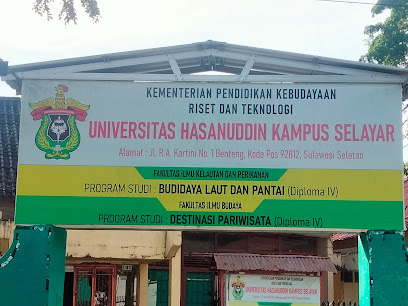 KEMENTERIAN PENDIDIKAN KEBUDAYAAN
RISET DAN TEKNOLOGI
UNIVERSITAS HASANUDDIN KAMPUS SELAYAR
Alamat : JL R.A. Kartini No. 1 Benteng, Kode Pos 92812, Sulawesi Selatan
FAKULTAS ILMU KELAUTAN DAN PERIKANAN
PROGRAM STUDI : BUDIDAYA LAUT DAN PANTAI (Diploma IV)
FAKULTAS ILMU BUDAYA
PROGRAM STUDI : DESTINASI PARIWISATA (Diploma IV)
UNIVERSITAS HASANUDDIN KAMPUS SELAYAR